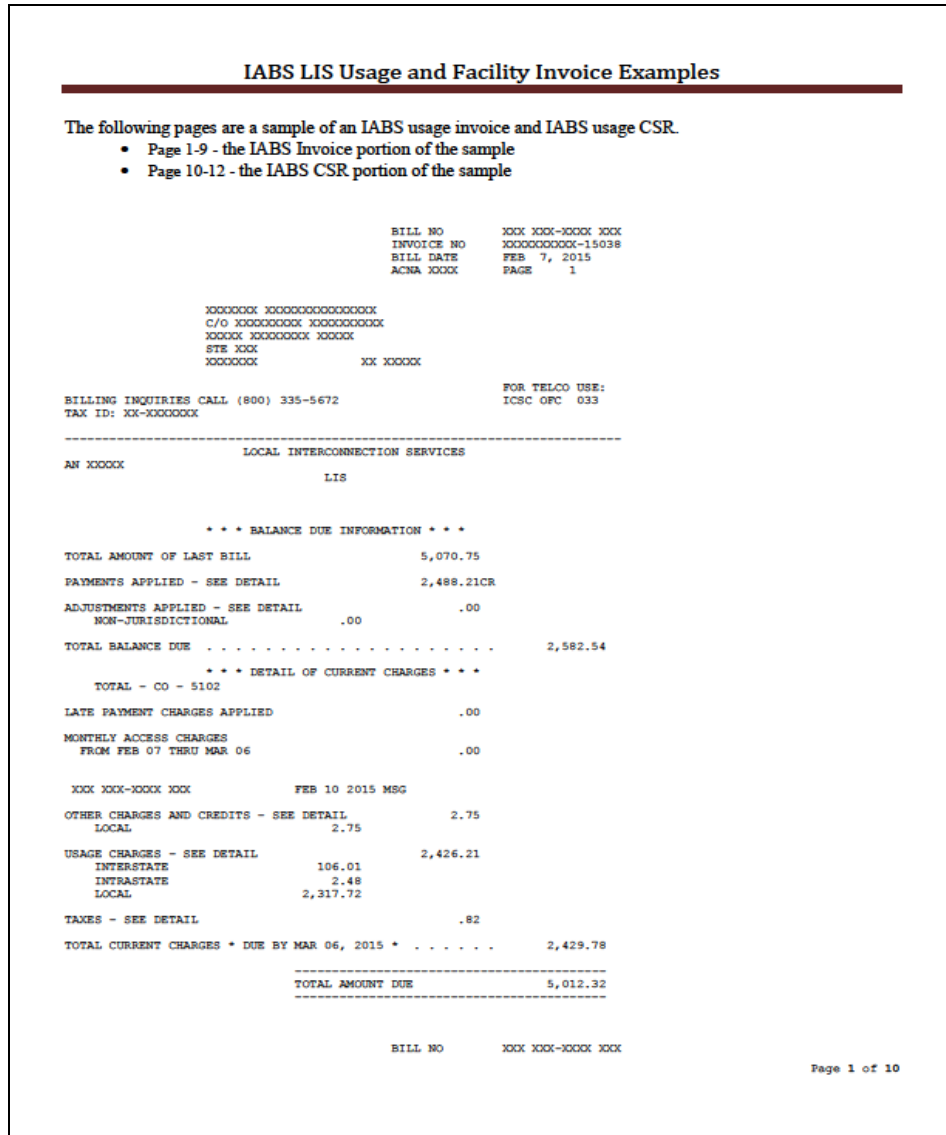 IABS LIS Usage and Facility Invoice Examples
The following pages are a sample of an IABS usage invoice and IABS usage CSR.
• Page 1-9 - the IABS Invoice portion of the sample
• Page 10-12 - the IABS CSR portion of the sample
BILL NO XXX XXX-XXXX XXX
INVOICE NO XXXXXXXXXX-15038
BILL DATE FEB 7, 2015
ACNA XXXX PAGE 1
XXXXXXX XXXXXXXXXXXXXXX
C/O XXXXXXXXX XXXXXXXXXX
XXXXX XXXXXXXX XXXXX
STE XXX
XXXXXXX XX XXXXX
FOR TELCO USE:
BILLING INQUIRIES CALL (800) 335-5672 ICSC OFC 033
TAX ID: XX-XXXXXXX
---------------------------------------------------------------------------
LOCAL INTERCONNECTION SERVICES
AN XXXXX
LIS
* * * BALANCE DUE INFORMATION * * *
TOTAL AMOUNT OF LAST BILL 5,070.75
PAYMENTS APPLIED - SEE DETAIL 2,488.21CR
ADJUSTMENTS APPLIED - SEE DETAIL .00
NON-JURISDICTIONAL .00
TOTAL BALANCE DUE . . . . . . . . . . . . . . . . . . . . 2,582.54
* * * DETAIL OF CURRENT CHARGES * * *
TOTAL - CO - 5102
LATE PAYMENT CHARGES APPLIED .00
MONTHLY ACCESS CHARGES
FROM FEB 07 THRU MAR 06 .00
XXX XXX-XXXX XXX FEB 10 2015 MSG
OTHER CHARGES AND CREDITS - SEE DETAIL 2.75
LOCAL 2.75
USAGE CHARGES - SEE DETAIL 2,426.21
INTERSTATE 106.01
INTRASTATE 2.48
LOCAL 2,317.72
TAXES - SEE DETAIL .82
TOTAL CURRENT CHARGES * DUE BY MAR 06, 2015 * . . . . . . 2,429.78
------------------------------------------
TOTAL AMOUNT DUE 5,012.32
------------------------------------------
BILL NO XXX XXX-XXXX XXX
Page 1 of 10